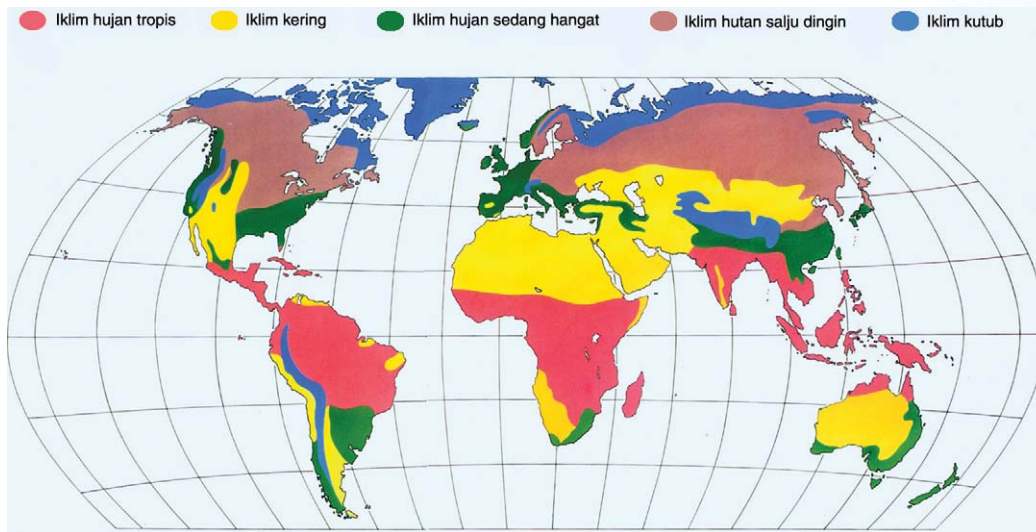 Iklim hujan tropis
Iklim kering
Iklim hujan sedang hangat
Iklim hutan salju dingin
Iklim kutub